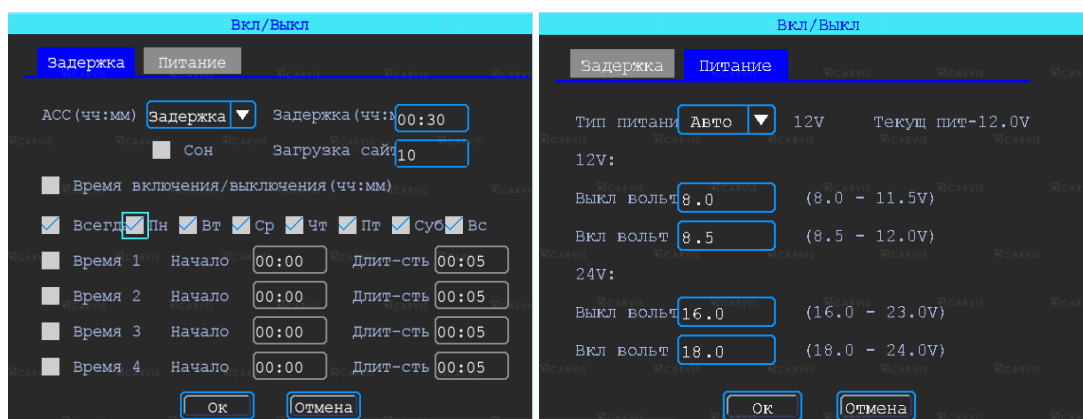 Вкл/Выкл
Задержка Питание
ACC(чч:мм) Задержка Задержка(чч: 00:30
Сон Загрузка сайт 10
Время включения/выключения(чч:мм)
Всегд Пн Вт Ср Чт Пт Суб Вс
Время 1 Начало 00:00 Длит-сть 00:05
Время 2 Начало 00:00 Длит-сть 00:05
Время 3 Начало 00:00 Длит-сть 00:05
Время 4 Начало 00:00 Длит-сть 00:05
Ок Отмена
Вкл/Выкл
Задержка Питание
Тип питани Авто 12V Текущ пит-12.0V
12V:
Выкл вольт 8.0 (8.0 - 11.5V)
Вкл вольт 8.5 (8.5 - 12.0V)
24V:
Выкл вольт 16.0 (16.0 - 23.0V)
Вкл вольт 18.0 (18.0 - 24.0V)
Ок Отмена
CARVIS